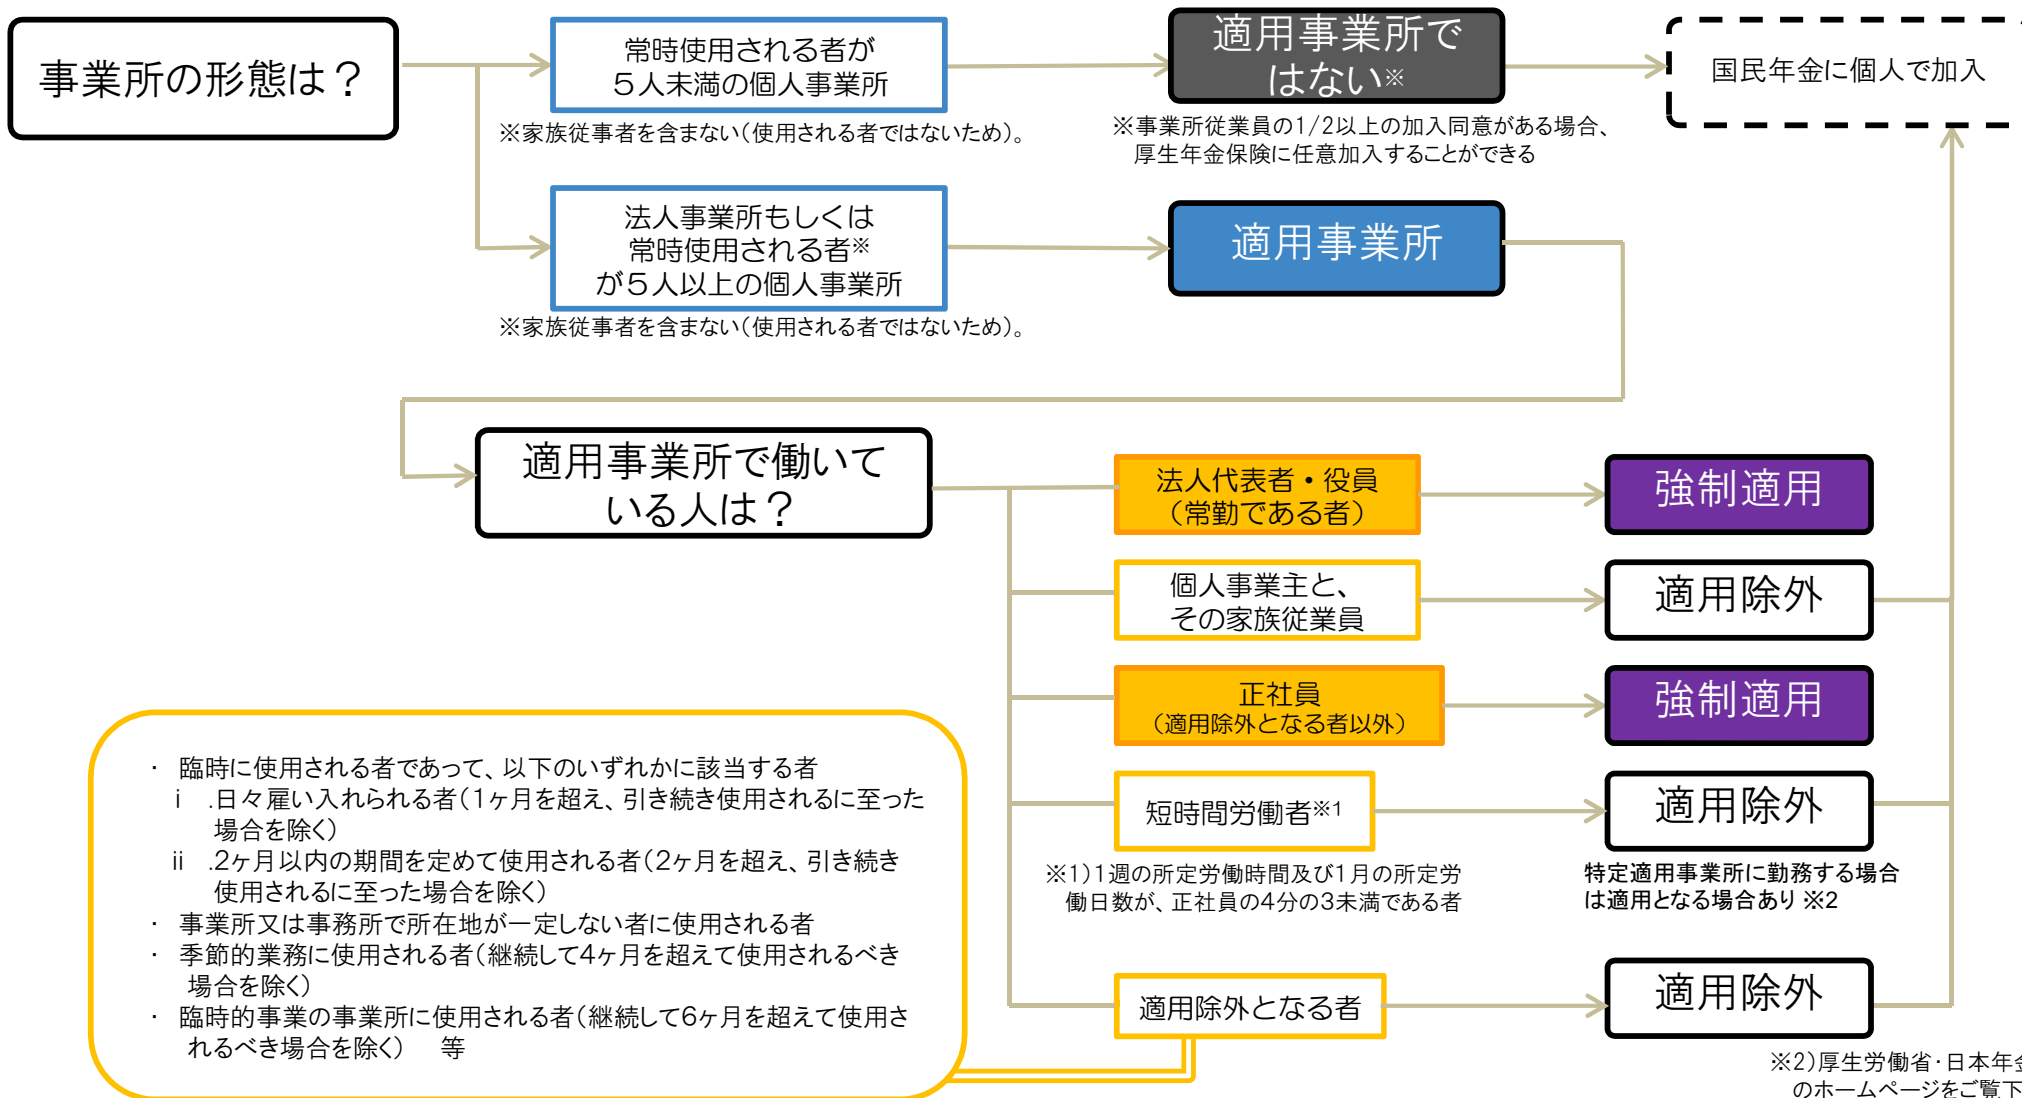 事業所の形態は？
常時使用される者が
５人未満の個人事業所
※家族従事者を含まない（使用される者ではないため）。
適用事業所で
はない※
※事業所従業員の1/2以上の加入同意がある場合、
厚生年金保険に任意加入することができる
国民年金に個人で加入
法人事業所もしくは
常時使用される者※
が５人以上の個人事業所
※家族従事者を含まない（使用される者ではないため）。
適用事業所
適用事業所で働いて
いる人は？
法人代表者・役員
（常勤である者）
強制適用
個人事業主と、
その家族従業員
適用除外
正社員
（適用除外となる者以外）
強制適用
短時間労働者※1
適用除外
※1)1週の所定労働時間及び1月の所定労
働日数が、正社員の4分の3未満である者
特定適用事業所に勤務する場合
は適用となる場合あり ※2
適用除外となる者
適用除外
・ 臨時に使用される者であって、以下のいずれかに該当する者
ⅰ .日々雇い入れられる者（1ヶ月を超え、引き続き使用されるに至った
場合を除く）
ⅱ .2ヶ月以内の期間を定めて使用される者（2ヶ月を超え、引き続き
使用されるに至った場合を除く）
・ 事業所又は事務所で所在地が一定しない者に使用される者
・ 季節的業務に使用される者（継続して4ヶ月を超えて使用されるべき
場合を除く）
・ 臨時的事業の事業所に使用される者（継続して6ヶ月を超えて使用さ
れるべき場合を除く） 等
※2)厚生労働省・日本年金
のホームページをご覧下